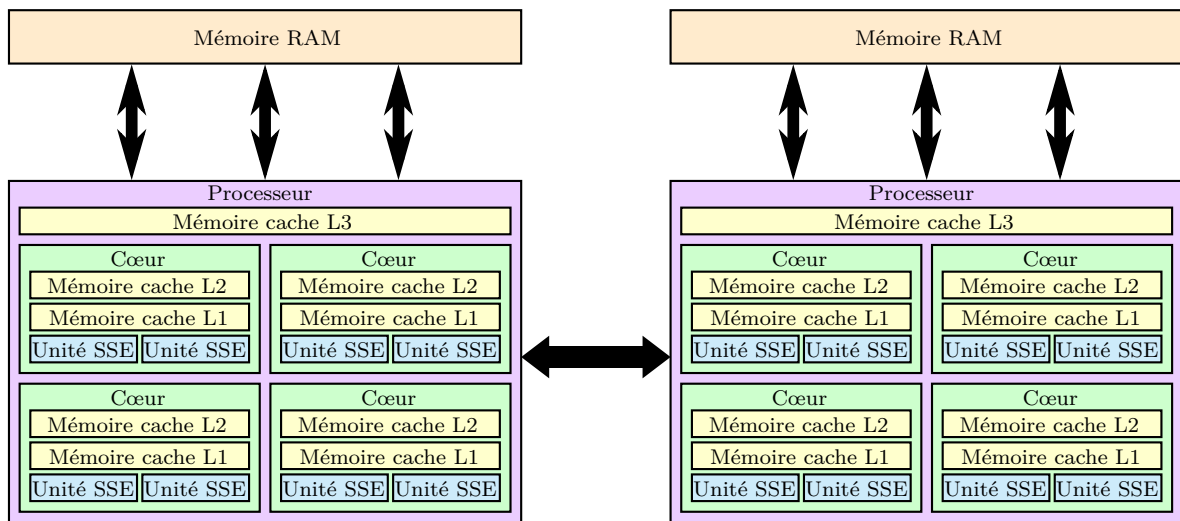 Mémoire RAM
Mémoire RAM
Processeur
Mémoire cache L3
Cœur
Cœur
Mémoire cache L2
Mémoire cache L2
Mémoire cache L1
Mémoire cache L1
Unité SSE Unité SSE
Unité SSE Unité SSE
Cœur
Cœur
Mémoire cache L2
Mémoire cache L2
Mémoire cache L1
Mémoire cache L1
Unité SSE Unité SSE
Unité SSE Unité SSE
Processeur
Mémoire cache L3
Cœur
Cœur
Mémoire cache L2
Mémoire cache L2
Mémoire cache L1
Mémoire cache L1
Unité SSE Unité SSE
Unité SSE Unité SSE
Cœur
Cœur
Mémoire cache L2
Mémoire cache L2
Mémoire cache L1
Mémoire cache L1
Unité SSE Unité SSE
Unité SSE Unité SSE